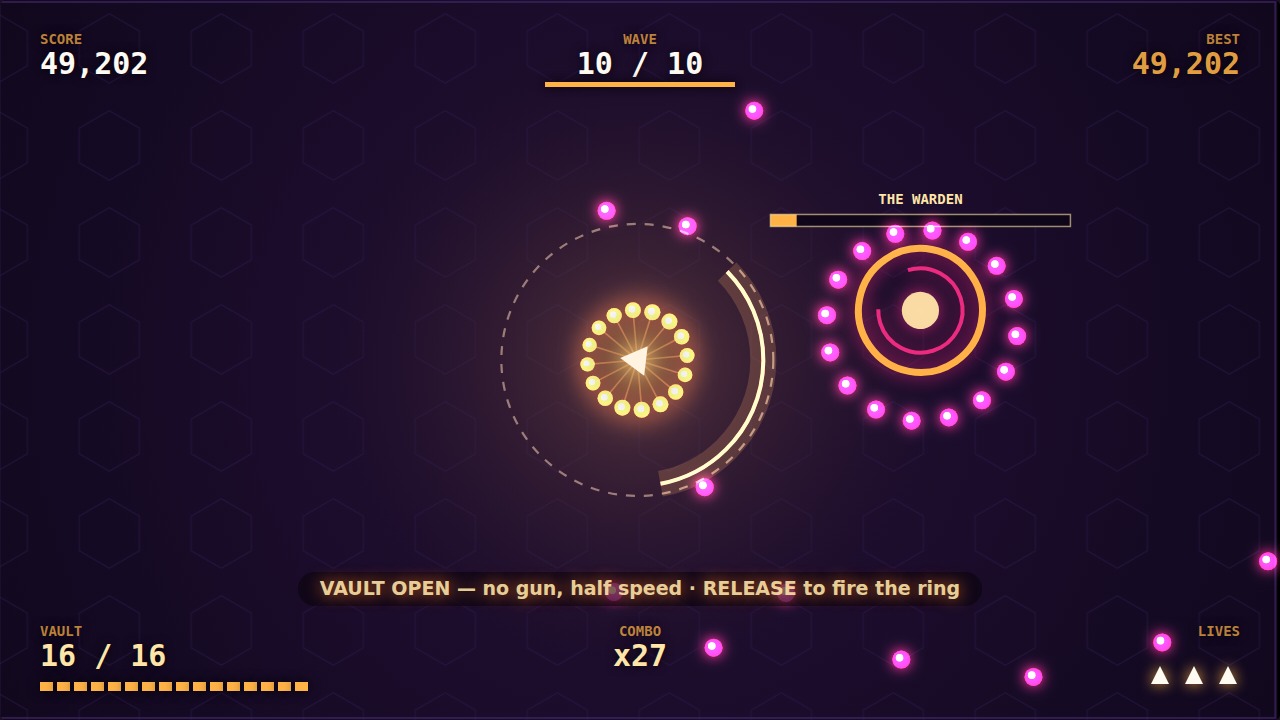 SCORE
49,202
WAVE
10 / 10
BEST
49,202
THE WARDEN
VAULT OPEN — no gun, half speed · RELEASE to fire the ring
VAULT
16 / 16
COMBO
x27
LIVES